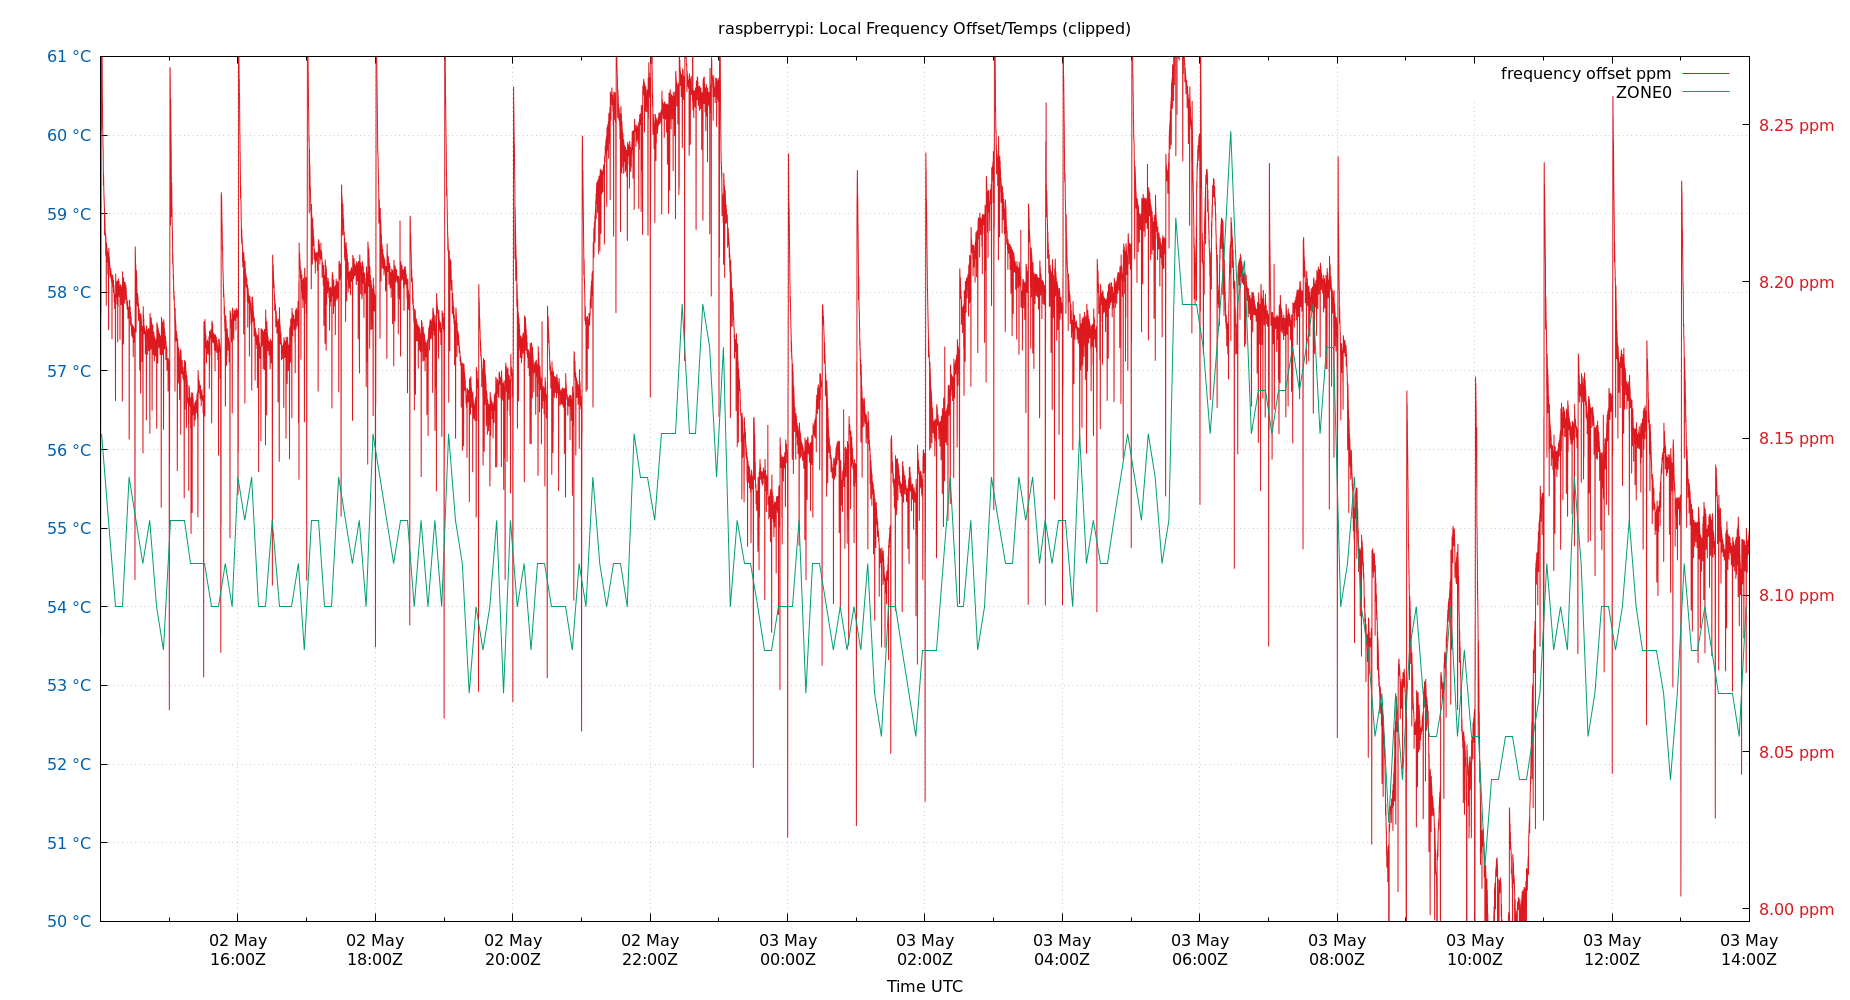 raspberrypi: Local Frequency Offset/Temps (clipped)
61 °C
60 °C
59 °C
58 °C
57 °C
56 °C
55 °C
54 °C
53 °C
52 °C
51 °C
50 °C
frequency offset ppm
ZONE0
8.25 ppm
8.20 ppm
8.15 ppm
8.10 ppm
8.05 ppm
8.00 ppm
02 May 02 May 02 May 02 May 03 May 03 May 03 May 03 May 03 May 03 May 03 May 03 May
16:00Z 18:00Z 20:00Z 22:00Z 00:00Z 02:00Z 04:00Z 06:00Z 08:00Z 10:00Z 12:00Z 14:00Z
Time UTC